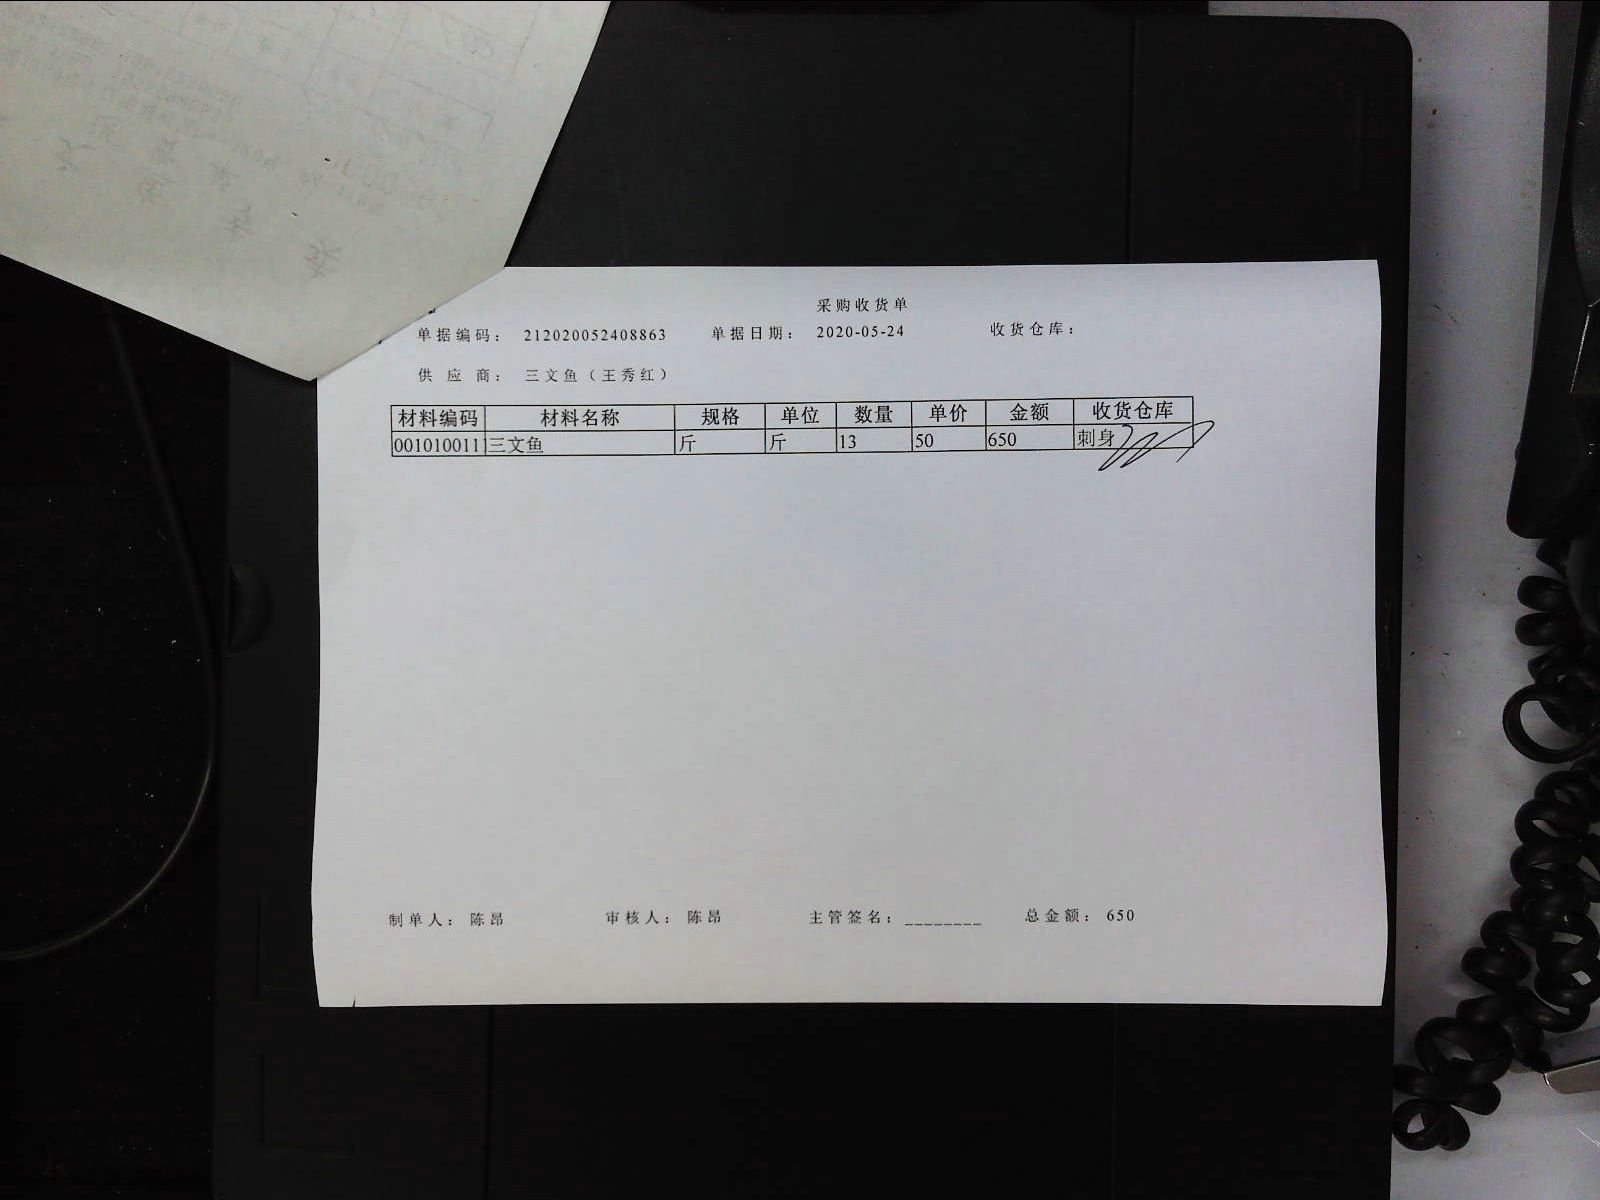 采购收货单
单据编码： 212020052408863 单据日期： 2020-05-24 收货仓库：
供应商： 三文鱼（王秀红）
材料编码 材料名称 规格 单位 数量 单价 金额 收货仓库
001010011 三文鱼 斤 斤 13 50 650 刺身
制单人： 陈昂 审核人： 陈昂 主管签名：________ 总金额： 650